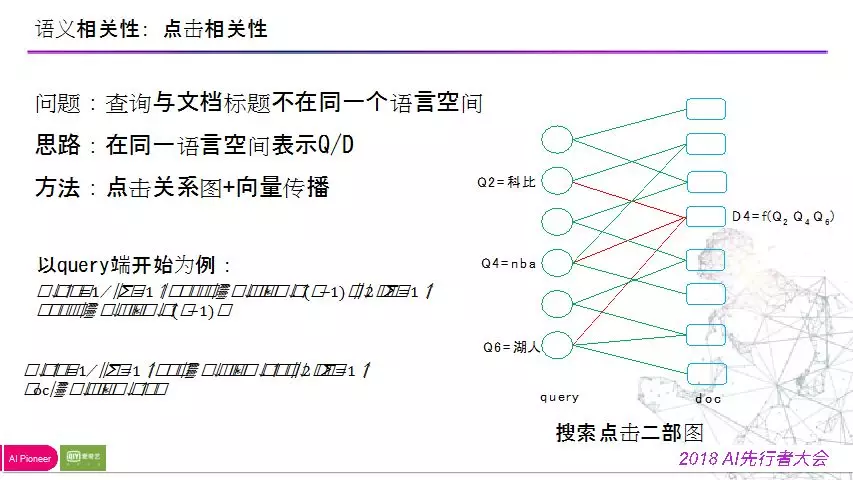 语义相关性：点击相关性
问题：查询与文档标题不在同一个语言空间
思路：在同一语言空间表示Q/D
方法：点击关系图+向量传播
以query端开始为例：
Q2=科比
Q4=nba
Q6=湖人
D4=f(Q2 Q4 Q6)
query
doc
搜索点击二部图
AI Pioneer
QIY 爱奇艺
2018 AI先行者大会